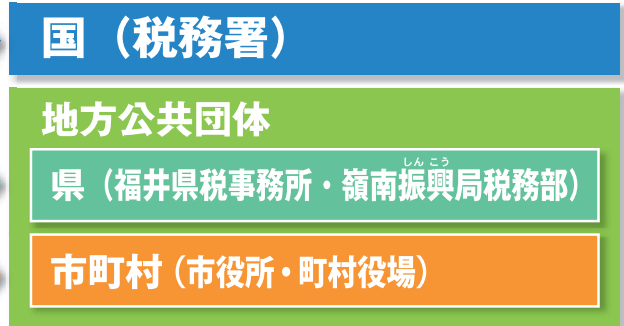 国（税務署）
地方公共団体
しん こう
県（福井県税事務所・嶺南振興局税務部）
市町村（市役所・町村役場）